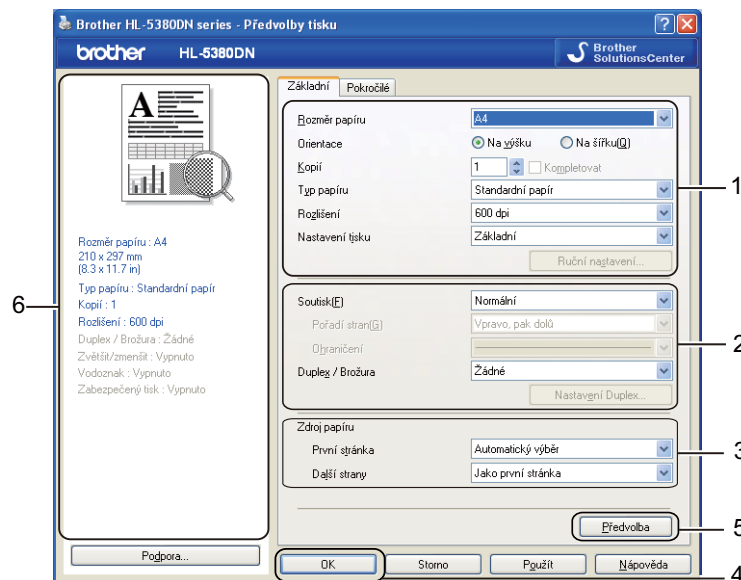 Brother HL-5380DN series - Předvolby tisku
brother HL-5380DN
Brother
SolutionsCenter
Základní Pokročilé
A
Rozměr papíru A4
Orientace Na výšku Na šířku(Q)
Kopií 1 Kompletovat
Typ papíru Standardní papír
1
Rozlišení 600 dpi
Nastavení tisku Základní
Ruční nastavení...
Rozměr papíru : A4
210 x 297 mm
(8.3 x 11.7 in)
Typ papíru : Standardní papír
Kopií : 1
Rozlišení : 600 dpi
Duplex / Brožura : Žádné
Zvětšit/zmenšit : Vypnuto
Vodoznak : Vypnuto
Zabezpečený tisk : Vypnuto
6
Soutisk(F) Normální
Pořadí stran(G) Vpravo, pak dolů
Ohraničení
2
Duplex / Brožura Žádné
Nastavení Duplex...
Zdroj papíru
První stránka Automatický výběr
3
Další strany Jako první stránka
Předvolba
5
Podpora...
OK Storno Použít Nápověda
4